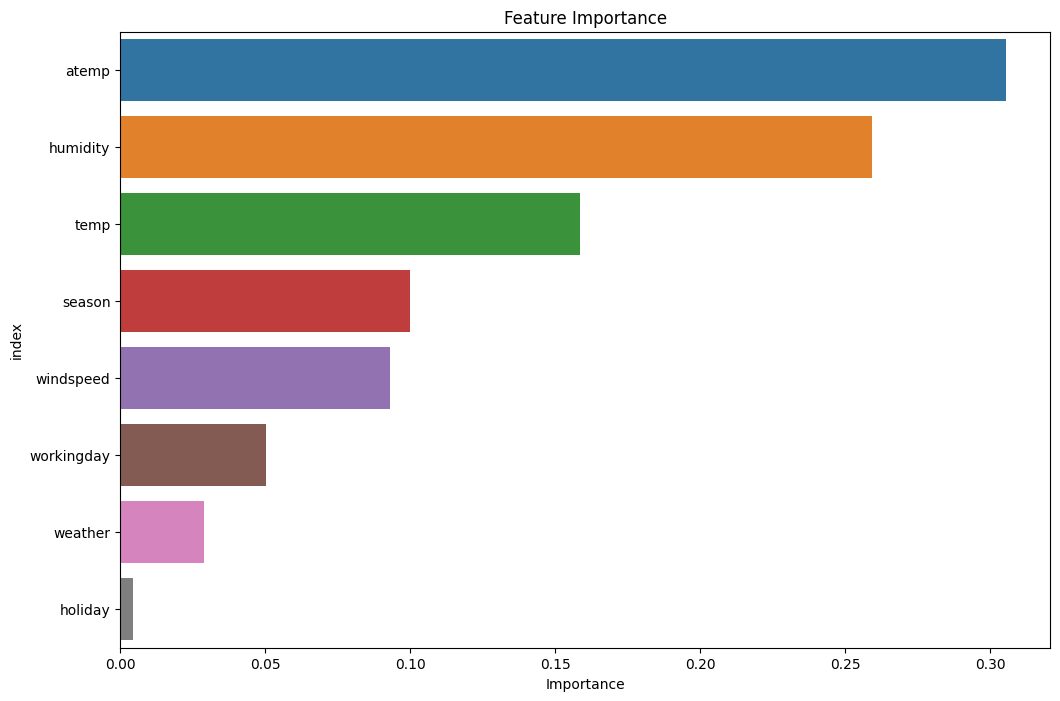 Feature Importance
atemp
humidity
temp
season
windspeed
workingday
weather
holiday
index
0.00 0.05 0.10 0.15 0.20 0.25 0.30
Importance